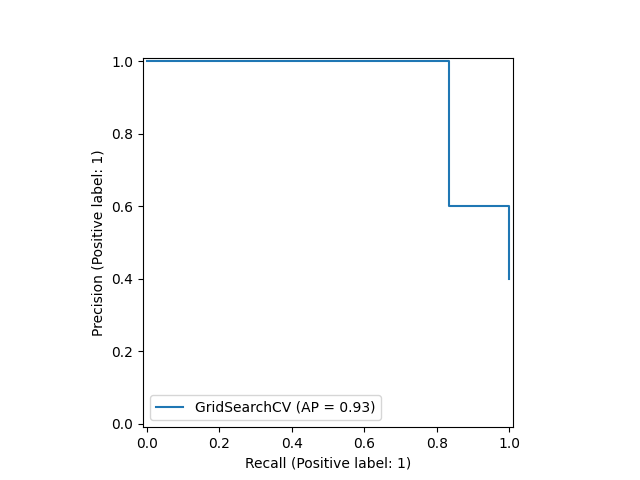 1.0
0.8
0.6
0.4
0.2
0.0
Precision (Positive label: 1)
GridSearchCV (AP = 0.93)
0.0 0.2 0.4 0.6 0.8 1.0
Recall (Positive label: 1)